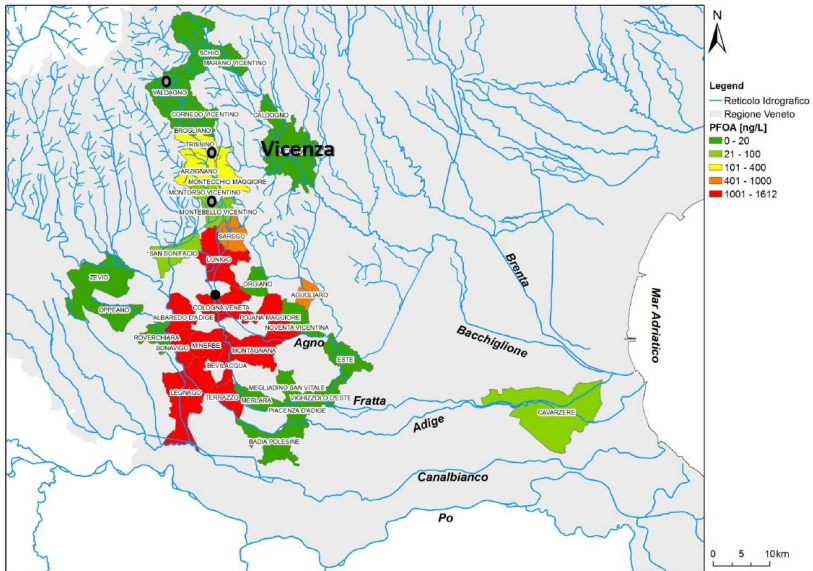 N
Legend
Reticolo Idrografico
Regione Veneto
PFOA [ng/L]
0 - 20
21 - 100
101 - 400
401 - 1000
1001 - 1612
SCHIO
MARANO VICENTINO
VALDAGNO
CORNEDO VICENTINO
CALDOGNO
BROGLIANO
TRISSINO
Vicenza
ARZIGNANO
MONTECCHIO MAGGIORE
MONTORSO VICENTINO
MONTEBELLO VICENTINO
SAREGO
SAN BONIFACIO
LONIGO
Brenta
ZEVIO
ORGIANO
AGUGLIARO
Mar Adriatico
OPPEANO
COLOGNA VENETA
ALBAREDO D'ADIGE
POJANA MAGGIORE
NOVENTA VICENTINA
ROVERCHIARA
Agno
Bacchiglione
BONAVIGO
MINERBE
MONTAGNANA
ESTE
BEVILACQUA
MEGLIADINO SAN VITALE
LEGNAGO
TERRAZZO
MERLARA
VIGHIZZOLO D'ESTE
Fratta
PIACENZA D'ADIGE
CAVARZERE
Adige
BADIA POLESINE
Canalbianco
Po
0 5 10 km